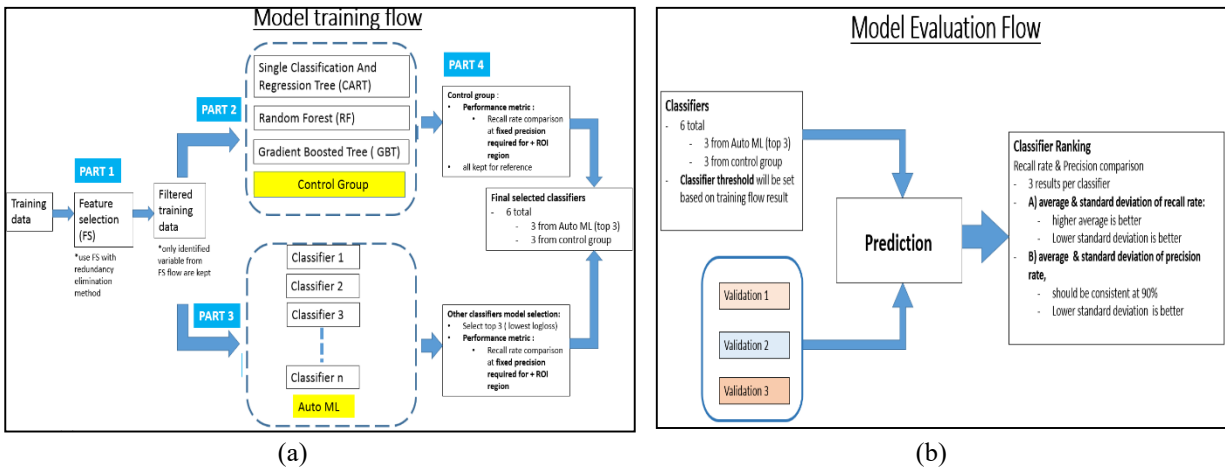 Model training flow
PART 1
PART 2
PART 3
PART 4
Training
data
Feature
selection
(FS)
*use FS with
redundancy
elimination
method
Filtered
training
data
*only identified
variable from
FS flow are kept
Single Classification And
Regression Tree (CART)
Random Forest (RF)
Gradient Boosted Tree ( GBT)
Control Group
Classifier 1
Classifier 2
Classifier 3
Classifier n
Auto ML
Control group :
• Performance metric :
• Recall rate comparison
at fixed precision
required for + ROI
region
• all kept for reference
Final selected classifiers
- 6 total
- 3 from Auto ML (top 3)
- 3 from control group
Other classifiers model selection:
• Select top 3 ( lowest logloss)
• Performance metric :
• Recall rate comparison
at fixed precision
required for + ROI
region
(a)
Model Evaluation Flow
Classifiers
- 6 total
- 3 from Auto ML (top 3)
- 3 from control group
- Classifier threshold will be set
based on training flow result
Validation 1
Validation 2
Validation 3
Prediction
Classifier Ranking
Recall rate & Precision comparison
- 3 results per classifier
- A) average & standard deviation of recall rate:
- higher average is better
- Lower standard deviation is better
- B) average & standard deviation of precision
rate,
- should be consistent at 90%
- Lower standard deviation is better
(b)